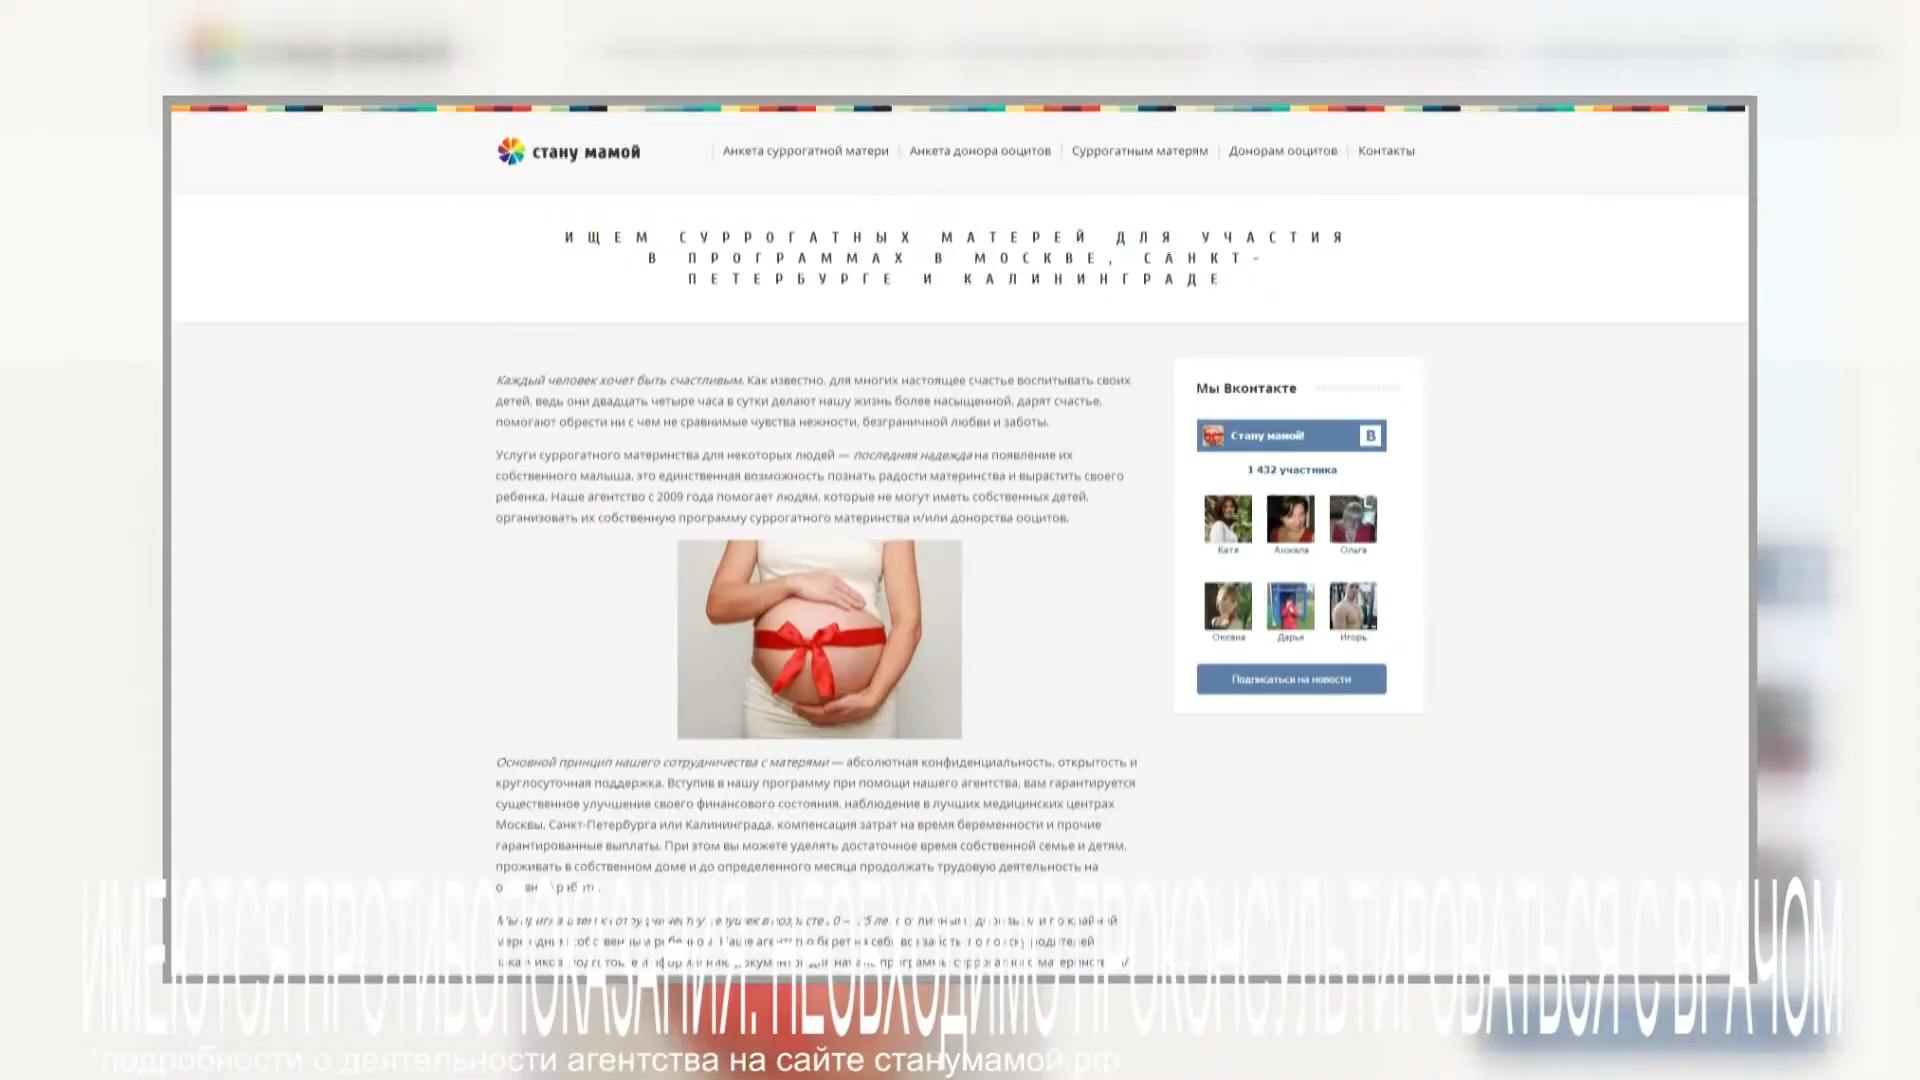 стану мамой
Анкета суррогатной матери
Анкета донора ооцитов
Суррогатным матерям
Донорам ооцитов
Контакты
ИЩЕМ СУРРОГАТНЫХ МАТЕРЕЙ ДЛЯ УЧАСТИЯ
В ПРОГРАММАХ В МОСКВЕ, САНКТ-
ПЕТЕРБУРГЕ И КАЛИНИНГРАДЕ
Каждый человек хочет быть счастливым. Как известно, для многих настоящее счастье воспитывать своих
детей, ведь они двадцать четыре часа в сутки делают нашу жизнь более насыщенной, дарят счастье,
помогают обрести ни с чем не сравнимые чувства нежности, безграничной любви и заботы.
Услуги суррогатного материнства для некоторых людей — последняя надежда на появление их
собственного малыша, это единственная возможность познать радости материнства и вырастить своего
ребенка. Наше агентство с 2009 года помогает людям, которые не могут иметь собственных детей,
организовать их собственную программу суррогатного материнства и/или донорства ооцитов.
Основной принцип нашего сотрудничества с матерями — абсолютная конфиденциальность, открытость и
круглосуточная поддержка. Вступив в нашу программу при помощи нашего агентства, вам гарантируется
существенное улучшение своего финансового состояния, наблюдение в лучших медицинских центрах
Москвы, Санкт-Петербурга или Калининграда, компенсация затрат на время беременности и прочие
гарантированные выплаты. При этом вы можете уделять достаточное время собственной семье и детям,
проживать в собственном доме и до определенного месяца продолжать трудовую деятельность на
Мы Вконтакте
Стану мамой!
В
1 432 участника
Катя Анжела Ольга
Оксана Дарья Игорь
Подписаться на новости
ИМЕЮТСЯ ПРОТИВОПОКАЗАНИЯ. НЕОБХОДИМО ПРОКОНСУЛЬТИРОВАТЬСЯ С ВРАЧОМ
*подробности о деятельности агентства на сайте станумамой.рф